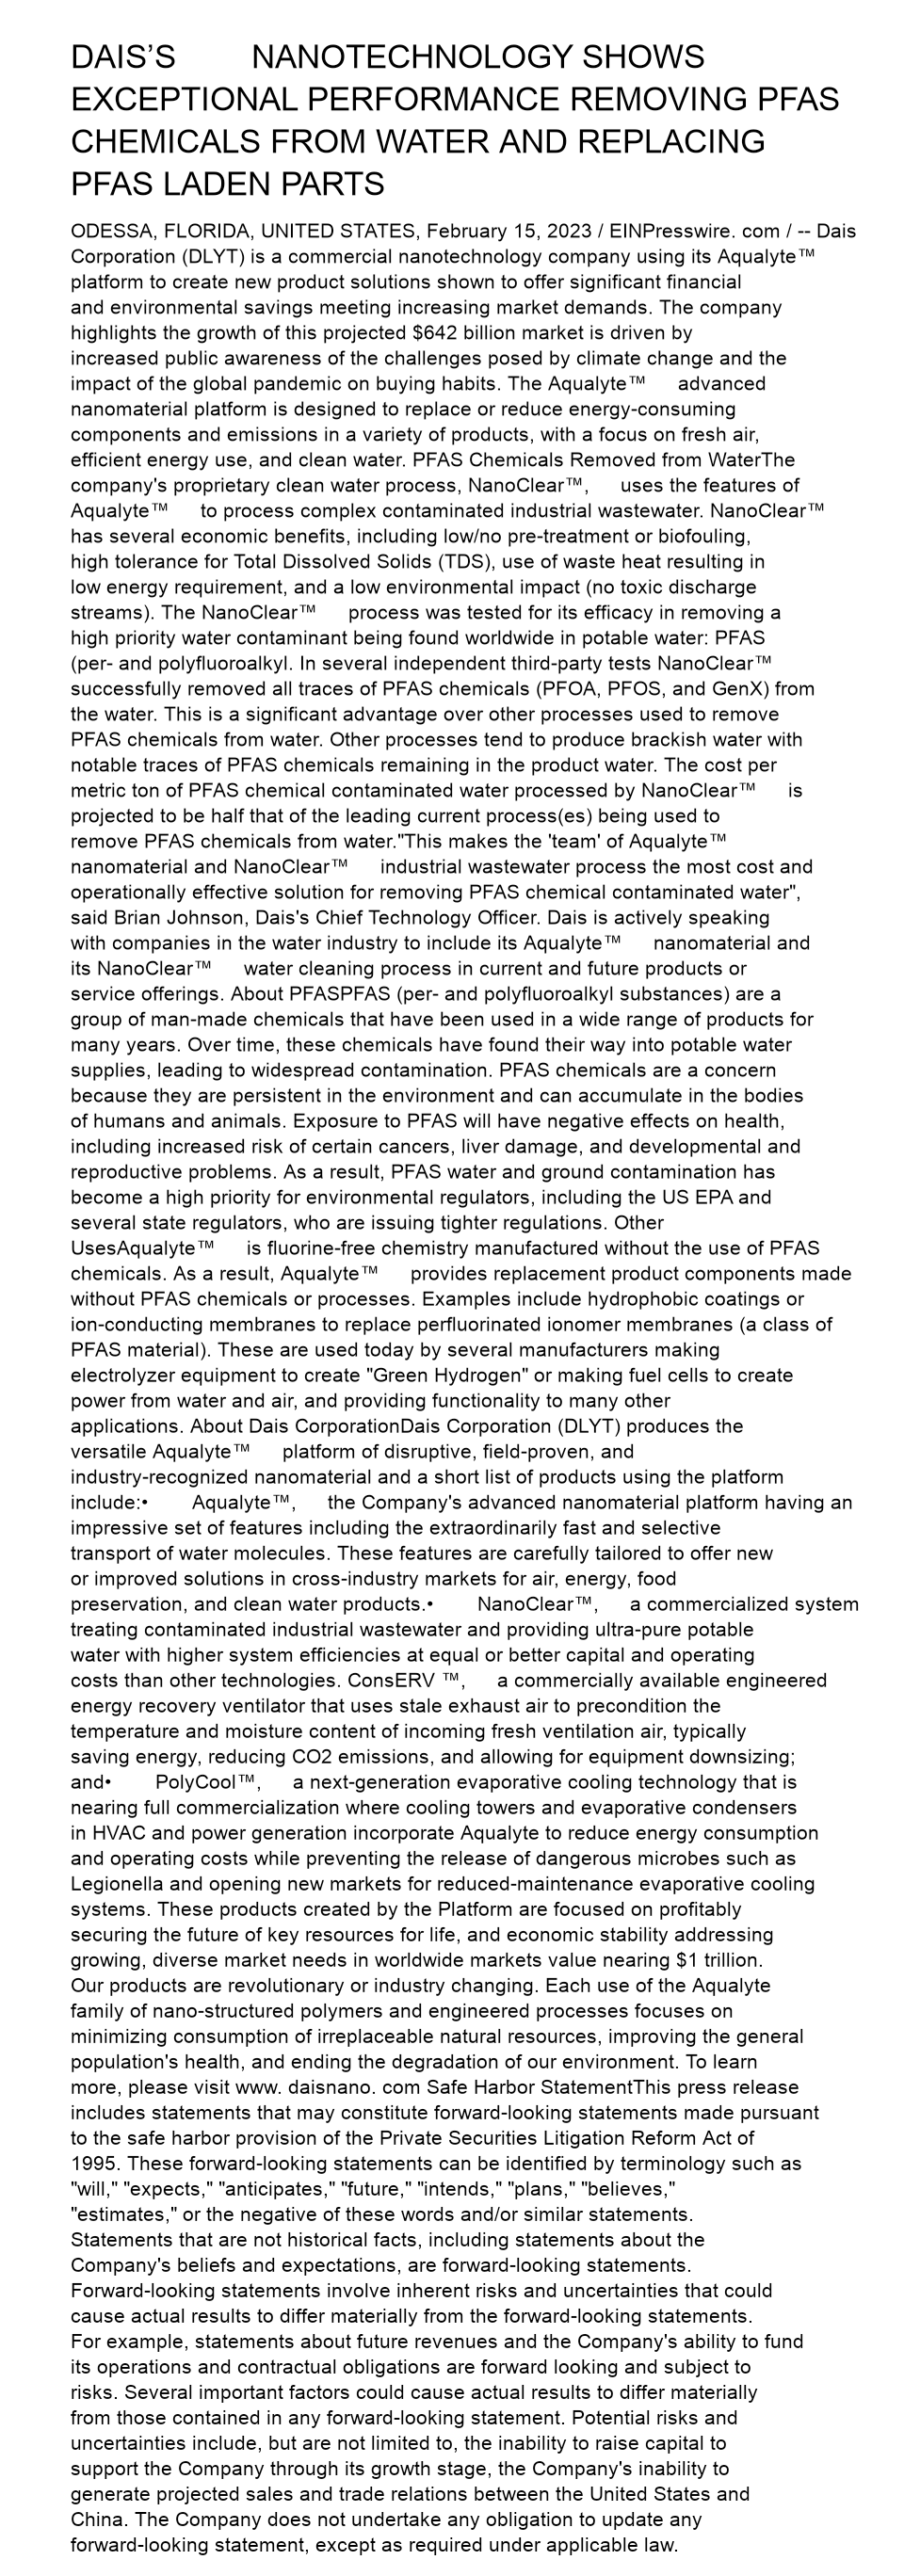 DAIS’S NANOTECHNOLOGY SHOWS
EXCEPTIONAL PERFORMANCE REMOVING PFAS
CHEMICALS FROM WATER AND REPLACING
PFAS LADEN PARTS
ODESSA, FLORIDA, UNITED STATES, February 15, 2023 / EINPresswire. com / -- Dais
Corporation (DLYT) is a commercial nanotechnology company using its Aqualyte™
platform to create new product solutions shown to offer significant financial
and environmental savings meeting increasing market demands. The company
highlights the growth of this projected $642 billion market is driven by
increased public awareness of the challenges posed by climate change and the
impact of the global pandemic on buying habits. The Aqualyte™ advanced
nanomaterial platform is designed to replace or reduce energy-consuming
components and emissions in a variety of products, with a focus on fresh air,
efficient energy use, and clean water. PFAS Chemicals Removed from WaterThe
company's proprietary clean water process, NanoClear™, uses the features of
Aqualyte™ to process complex contaminated industrial wastewater. NanoClear™
has several economic benefits, including low/no pre-treatment or biofouling,
high tolerance for Total Dissolved Solids (TDS), use of waste heat resulting in
low energy requirement, and a low environmental impact (no toxic discharge
streams). The NanoClear™ process was tested for its efficacy in removing a
high priority water contaminant being found worldwide in potable water: PFAS
(per- and polyfluoroalkyl. In several independent third-party tests NanoClear™
successfully removed all traces of PFAS chemicals (PFOA, PFOS, and GenX) from
the water. This is a significant advantage over other processes used to remove
PFAS chemicals from water. Other processes tend to produce brackish water with
notable traces of PFAS chemicals remaining in the product water. The cost per
metric ton of PFAS chemical contaminated water processed by NanoClear™ is
projected to be half that of the leading current process(es) being used to
remove PFAS chemicals from water."This makes the 'team' of Aqualyte™
nanomaterial and NanoClear™ industrial wastewater process the most cost and
operationally effective solution for removing PFAS chemical contaminated water",
said Brian Johnson, Dais's Chief Technology Officer. Dais is actively speaking
with companies in the water industry to include its Aqualyte™ nanomaterial and
its NanoClear™ water cleaning process in current and future products or
service offerings. About PFASPFAS (per- and polyfluoroalkyl substances) are a
group of man-made chemicals that have been used in a wide range of products for
many years. Over time, these chemicals have found their way into potable water
supplies, leading to widespread contamination. PFAS chemicals are a concern
because they are persistent in the environment and can accumulate in the bodies
of humans and animals. Exposure to PFAS will have negative effects on health,
including increased risk of certain cancers, liver damage, and developmental and
reproductive problems. As a result, PFAS water and ground contamination has
become a high priority for environmental regulators, including the US EPA and
several state regulators, who are issuing tighter regulations. Other
UsesAqualyte™ is fluorine-free chemistry manufactured without the use of PFAS
chemicals. As a result, Aqualyte™ provides replacement product components made
without PFAS chemicals or processes. Examples include hydrophobic coatings or
ion-conducting membranes to replace perfluorinated ionomer membranes (a class of
PFAS material). These are used today by several manufacturers making
electrolyzer equipment to create "Green Hydrogen" or making fuel cells to create
power from water and air, and providing functionality to many other
applications. About Dais CorporationDais Corporation (DLYT) produces the
versatile Aqualyte™ platform of disruptive, field-proven, and
industry-recognized nanomaterial and a short list of products using the platform
include:• Aqualyte™, the Company's advanced nanomaterial platform having an
impressive set of features including the extraordinarily fast and selective
transport of water molecules. These features are carefully tailored to offer new
or improved solutions in cross-industry markets for air, energy, food
preservation, and clean water products.• NanoClear™, a commercialized system
treating contaminated industrial wastewater and providing ultra-pure potable
water with higher system efficiencies at equal or better capital and operating
costs than other technologies. ConsERV ™, a commercially available engineered
energy recovery ventilator that uses stale exhaust air to precondition the
temperature and moisture content of incoming fresh ventilation air, typically
saving energy, reducing CO2 emissions, and allowing for equipment downsizing;
and• PolyCool™, a next-generation evaporative cooling technology that is
nearing full commercialization where cooling towers and evaporative condensers
in HVAC and power generation incorporate Aqualyte to reduce energy consumption
and operating costs while preventing the release of dangerous microbes such as
Legionella and opening new markets for reduced-maintenance evaporative cooling
systems. These products created by the Platform are focused on profitably
securing the future of key resources for life, and economic stability addressing
growing, diverse market needs in worldwide markets value nearing $1 trillion.
Our products are revolutionary or industry changing. Each use of the Aqualyte
family of nano-structured polymers and engineered processes focuses on
minimizing consumption of irreplaceable natural resources, improving the general
population's health, and ending the degradation of our environment. To learn
more, please visit www. daisnano. com Safe Harbor StatementThis press release
includes statements that may constitute forward-looking statements made pursuant
to the safe harbor provision of the Private Securities Litigation Reform Act of
1995. These forward-looking statements can be identified by terminology such as
"will," "expects," "anticipates," "future," "intends," "plans," "believes,"
"estimates," or the negative of these words and/or similar statements.
Statements that are not historical facts, including statements about the
Company's beliefs and expectations, are forward-looking statements.
Forward-looking statements involve inherent risks and uncertainties that could
cause actual results to differ materially from the forward-looking statements.
For example, statements about future revenues and the Company's ability to fund
its operations and contractual obligations are forward looking and subject to
risks. Several important factors could cause actual results to differ materially
from those contained in any forward-looking statement. Potential risks and
uncertainties include, but are not limited to, the inability to raise capital to
support the Company through its growth stage, the Company's inability to
generate projected sales and trade relations between the United States and
China. The Company does not undertake any obligation to update any
forward-looking statement, except as required under applicable law.